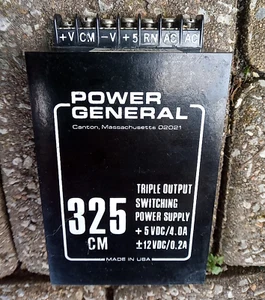 +V CM -V +5 RN AC AC
POWER
GENERAL
Canton, Massachusetts 02021
325
CM
TRIPLE OUTPUT
SWITCHING
POWER SUPPLY
+5VDC/4.0A
±12VDC/0.2A
MADE IN USA